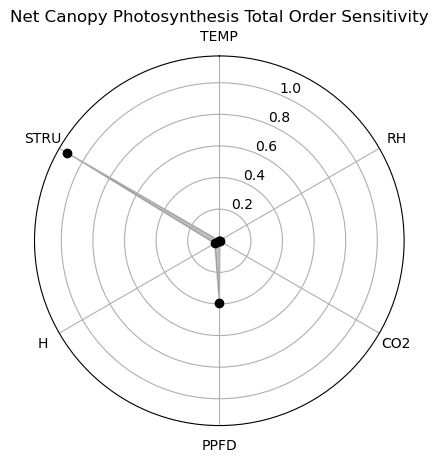 Net Canopy Photosynthesis Total Order Sensitivity
TEMP
1.0
0.8
STRU
RH
0.6
0.4
0.2
H
CO2
PPFD